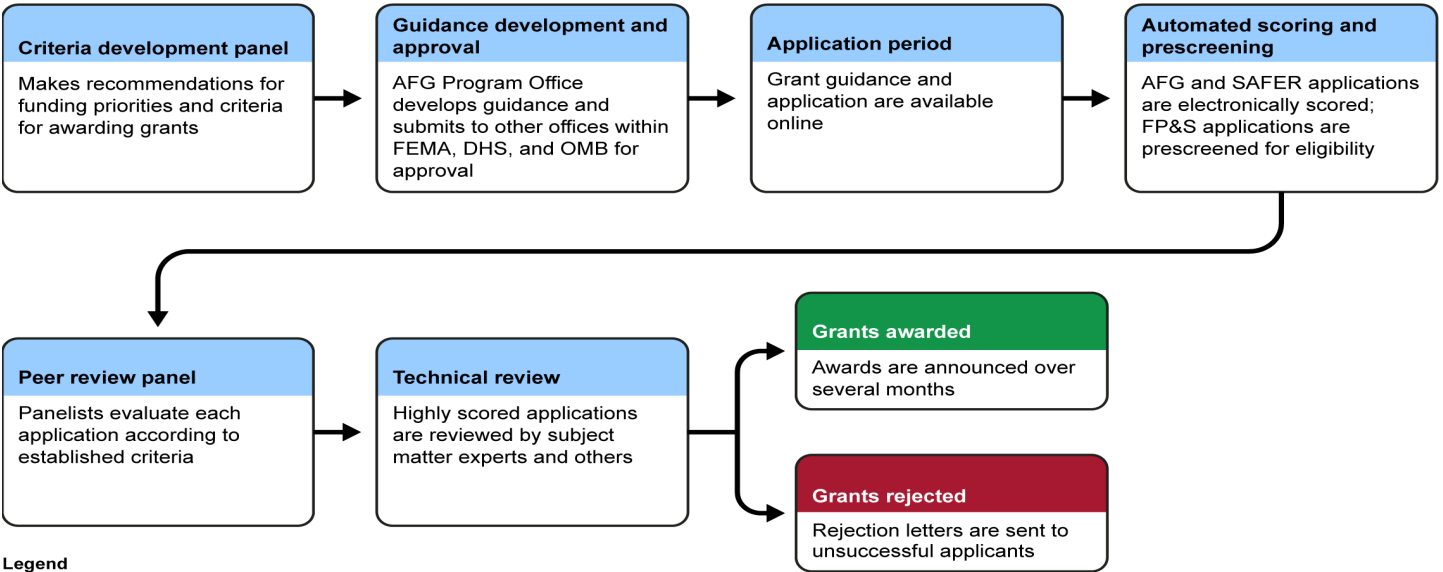 Criteria development panel
Makes recommendations for
funding priorities and criteria
for awarding grants
Guidance development and
approval
AFG Program Office
develops guidance and
submits to other offices within
FEMA, DHS, and OMB for
approval
Application period
Grant guidance and
application are available
online
Automated scoring and
prescreening
AFG and SAFER applications
are electronically scored;
FP&S applications are
prescreened for eligibility
Peer review panel
Panelists evaluate each
application according to
established criteria
Technical review
Highly scored applications
are reviewed by subject
matter experts and others
Grants awarded
Awards are announced over
several months
Grants rejected
Rejection letters are sent to
unsuccessful applicants
Legend